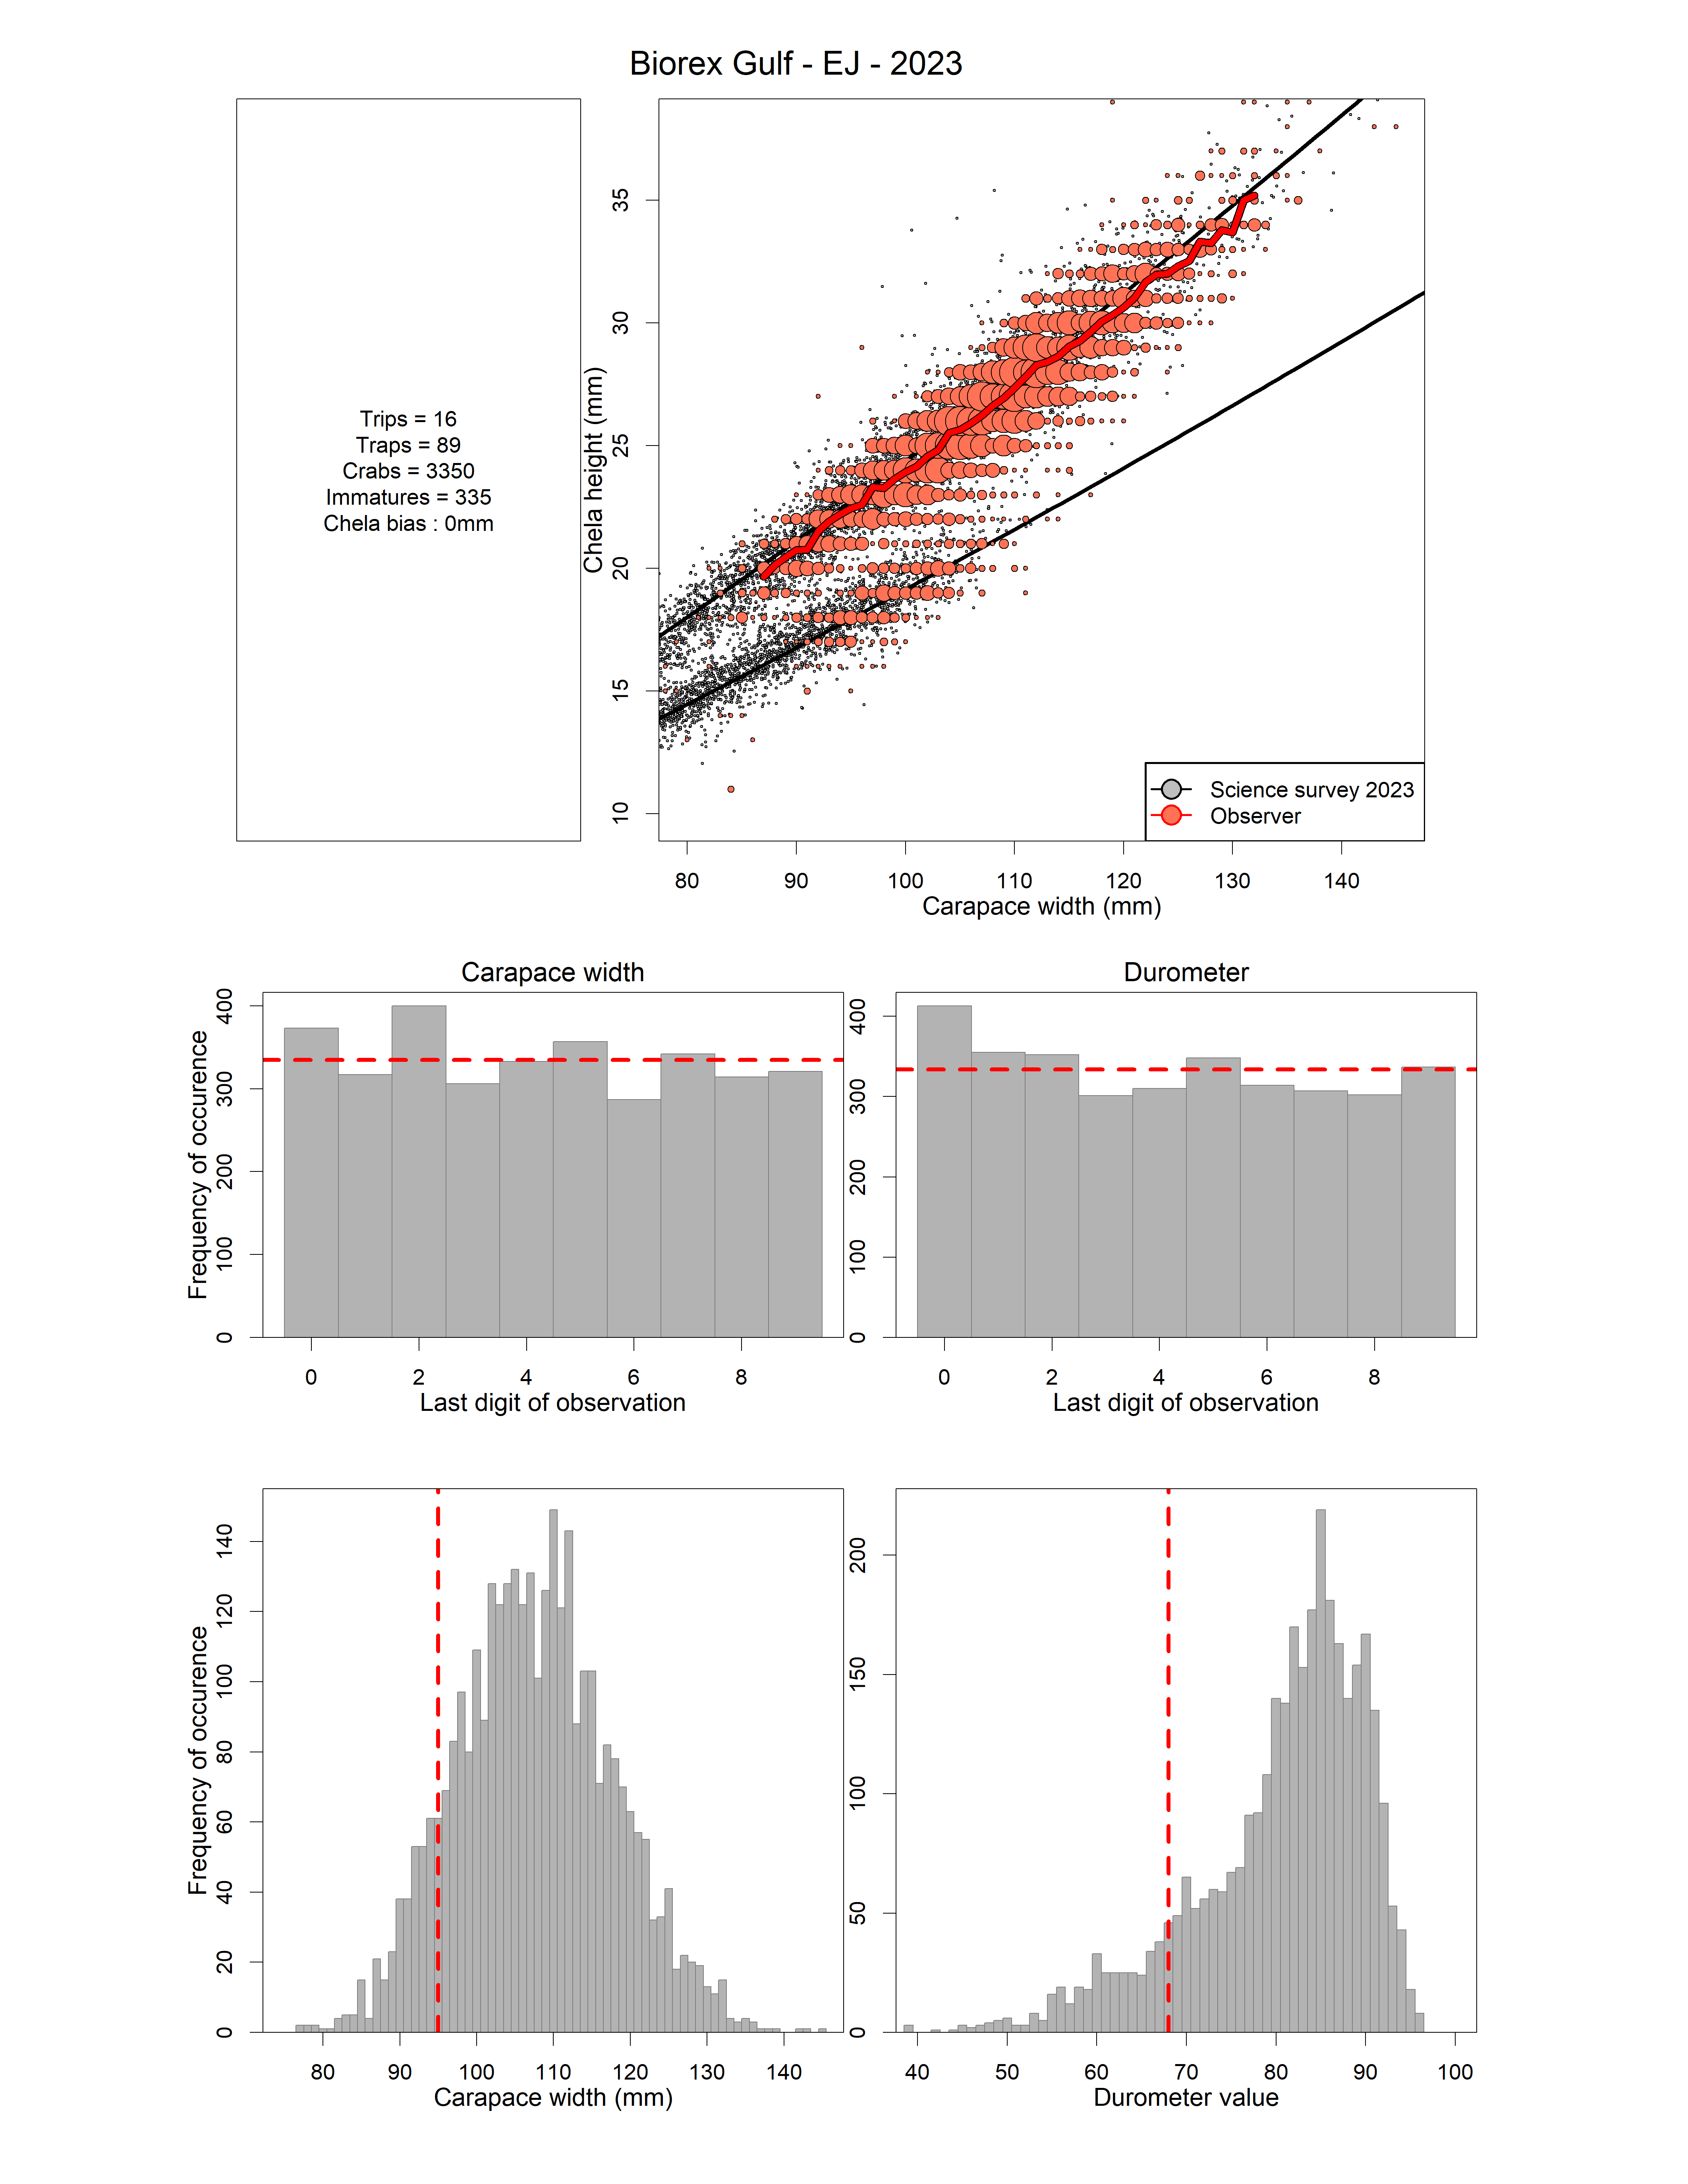 Biorex Gulf - EJ - 2023
Trips = 16
Traps = 89
Crabs = 3350
Immatures = 335
Chela bias : 0mm
Chela height (mm)
35
30
25
20
15
10
Science survey 2023
Observer
80 90 100 110 120 130 140
Carapace width (mm)
Carapace width
Frequency of occurence
400
300
200
100
0
0 2 4 6 8
Last digit of observation
Durometer
400
300
200
100
0
0 2 4 6 8
Last digit of observation
Frequency of occurence
140
120
100
80
60
40
20
0
80 90 100 110 120 130 140
Carapace width (mm)
200
150
100
50
0
40 50 60 70 80 90 100
Durometer value